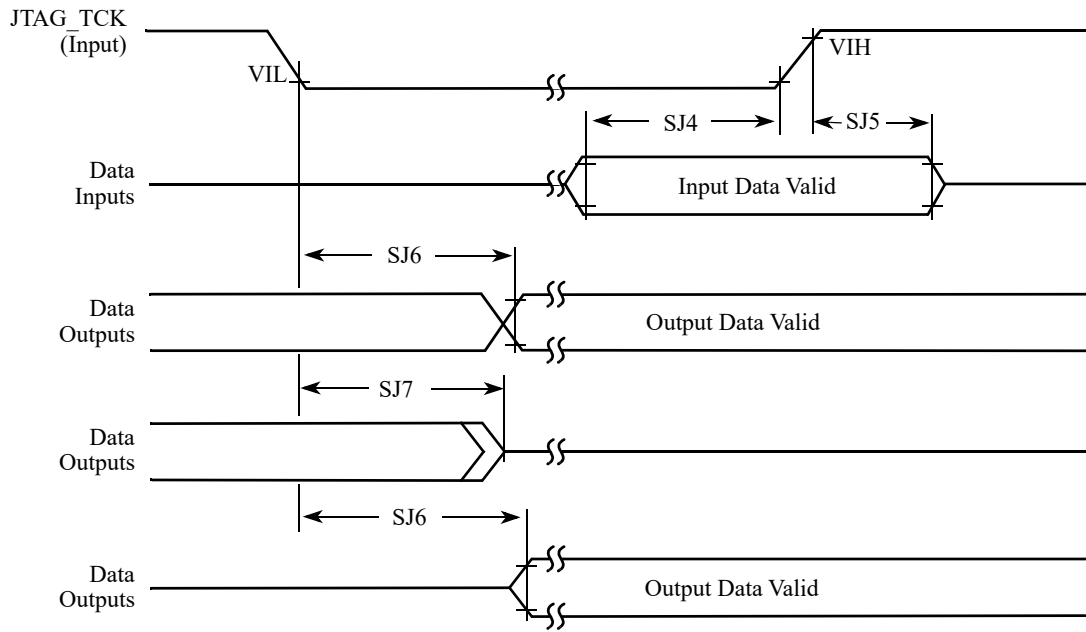 JTAG_TCK
(Input)
VIL
VIH
SJ4
SJ5
Data
Inputs
Input Data Valid
SJ6
Data
Outputs
Output Data Valid
SJ7
Data
Outputs
SJ6
Data
Outputs
Output Data Valid